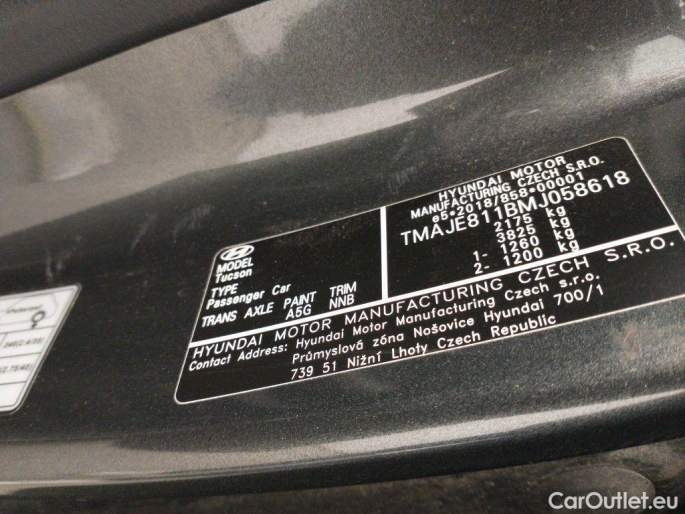 HYUNDAI MOTOR
MANUFACTURING CZECH S.R.O.
e5*2018/858*00001
TMAJE811BMJ058618
2175 kg
3825 kg
1- 1260 kg
2- 1200 kg
MODEL
Tucson
TYPE
Passenger Car
TRANS AXLE PAINT TRIM
A5G NNB
HYUNDAI MOTOR MANUFACTURING CZECH S.R.O.
Contact Address: Hyundai Motor Manufacturing Czech s.r.o.
Průmyslová zóna Nošovice Hyundai 700/1
739 51 Nižní Lhoty Czech Republic
CarOutlet.eu